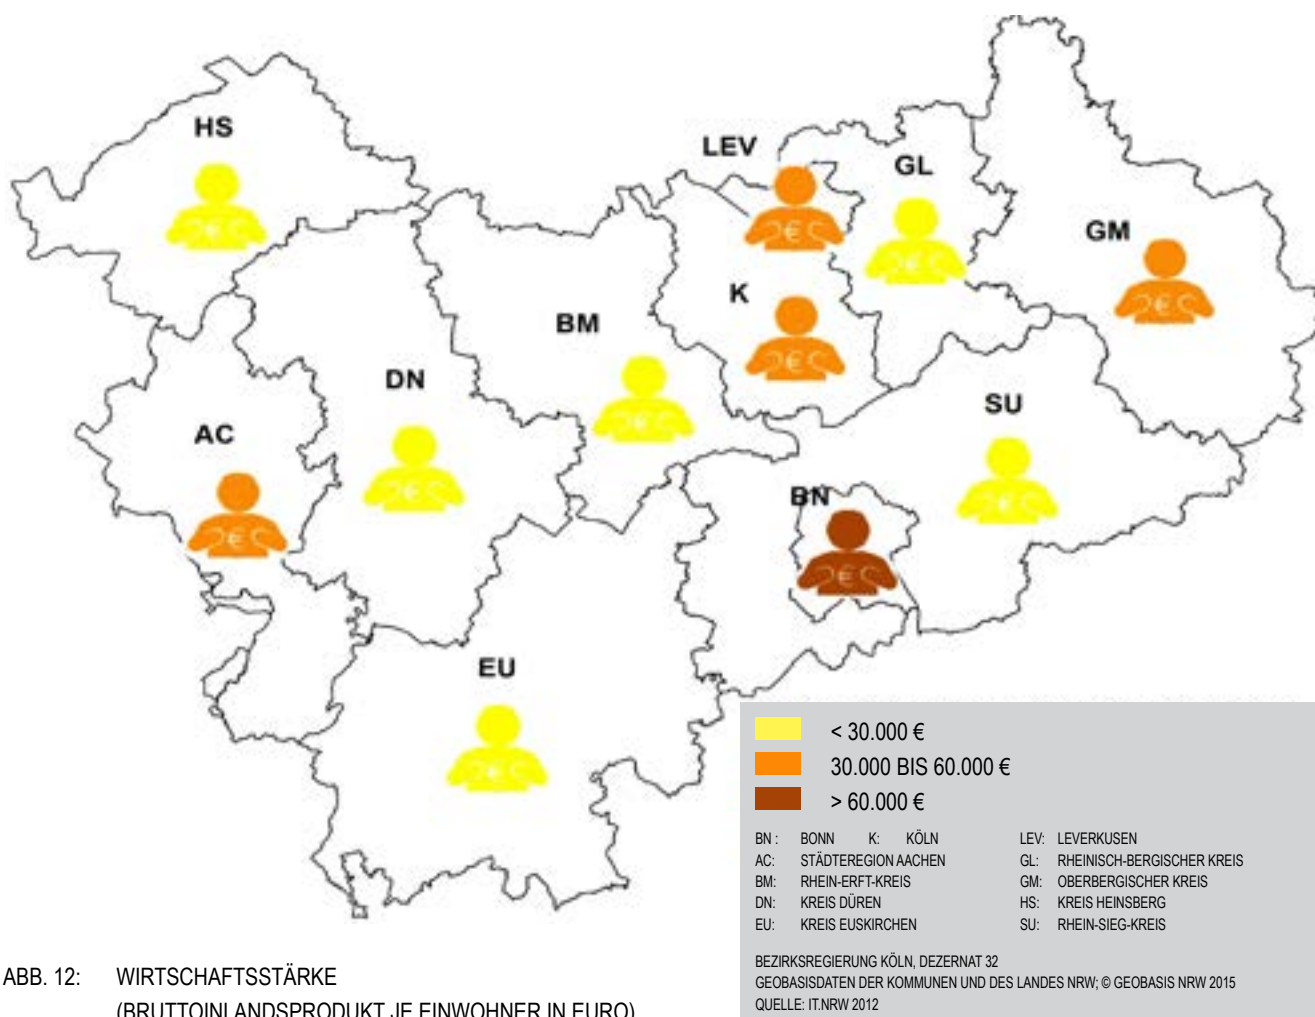 HS
LEV
GL
GM
K
BM
DN
SU
AC
BN
EU
€
€
€
€
€
€
€
€
€
€
€
< 30.000 €
30.000 BIS 60.000 €
> 60.000 €
BN : BONN K: KÖLN LEV: LEVERKUSEN
AC: STÄDTEREGION AACHEN GL: RHEINISCH-BERGISCHER KREIS
BM: RHEIN-ERFT-KREIS GM: OBERBERGISCHER KREIS
DN: KREIS DÜREN HS: KREIS HEINSBERG
EU: KREIS EUSKIRCHEN SU: RHEIN-SIEG-KREIS
BEZIRKSREGIERUNG KÖLN, DEZERNAT 32
GEOBASISDATEN DER KOMMUNEN UND DES LANDES NRW; © GEOBASIS NRW 2015
QUELLE: IT.NRW 2012
ABB. 12: WIRTSCHAFTSSTÄRKE
(BRUTTOINLANDSPRODUKT JE EINWOHNER IN EURO)